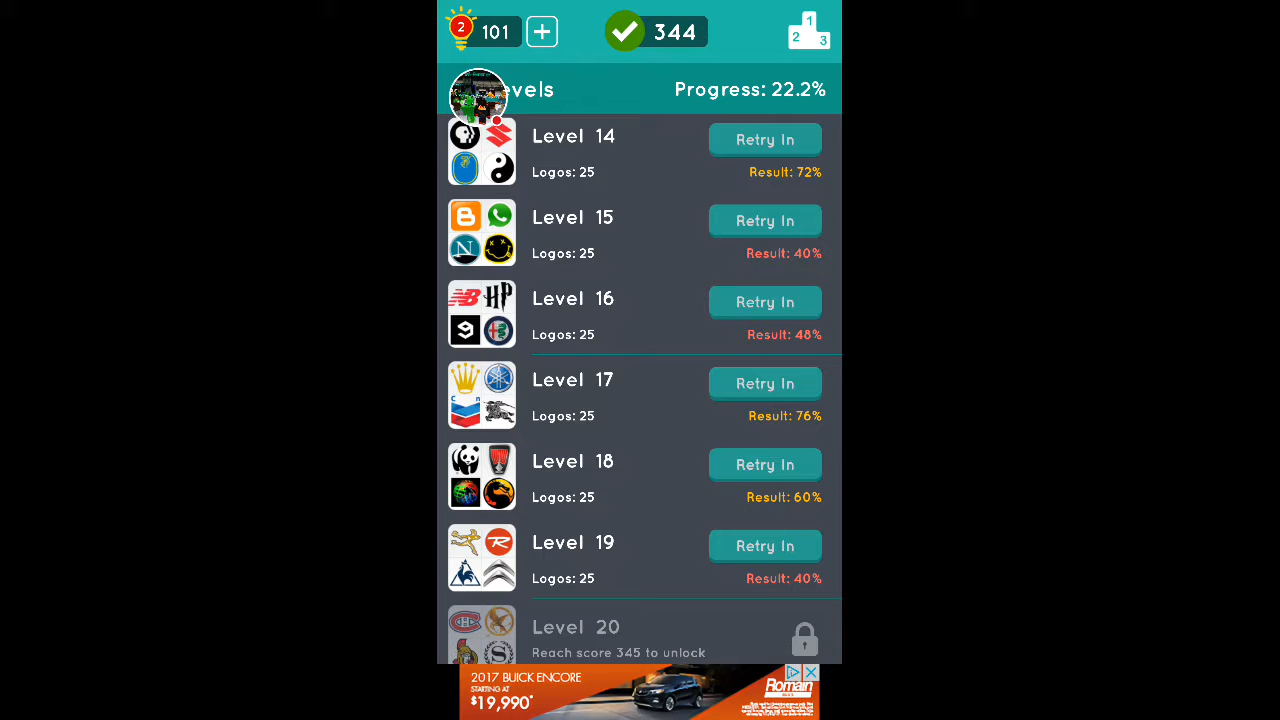 2 101 + 344 1 2 3
evels Progress: 22.2%
Level 14 Retry In
Logos: 25 Result: 72%
Level 15 Retry In
Logos: 25 Result: 40%
Level 16 Retry In
Logos: 25 Result: 48%
Level 17 Retry In
Logos: 25 Result: 76%
Level 18 Retry In
Logos: 25 Result: 60%
Level 19 Retry In
Logos: 25 Result: 40%
Level 20
Reach score 345 to unlock
2017 BUICK ENCORE
STARTING AT
$19,990*
Romain
B
N
NB HP
9
C n
R
S